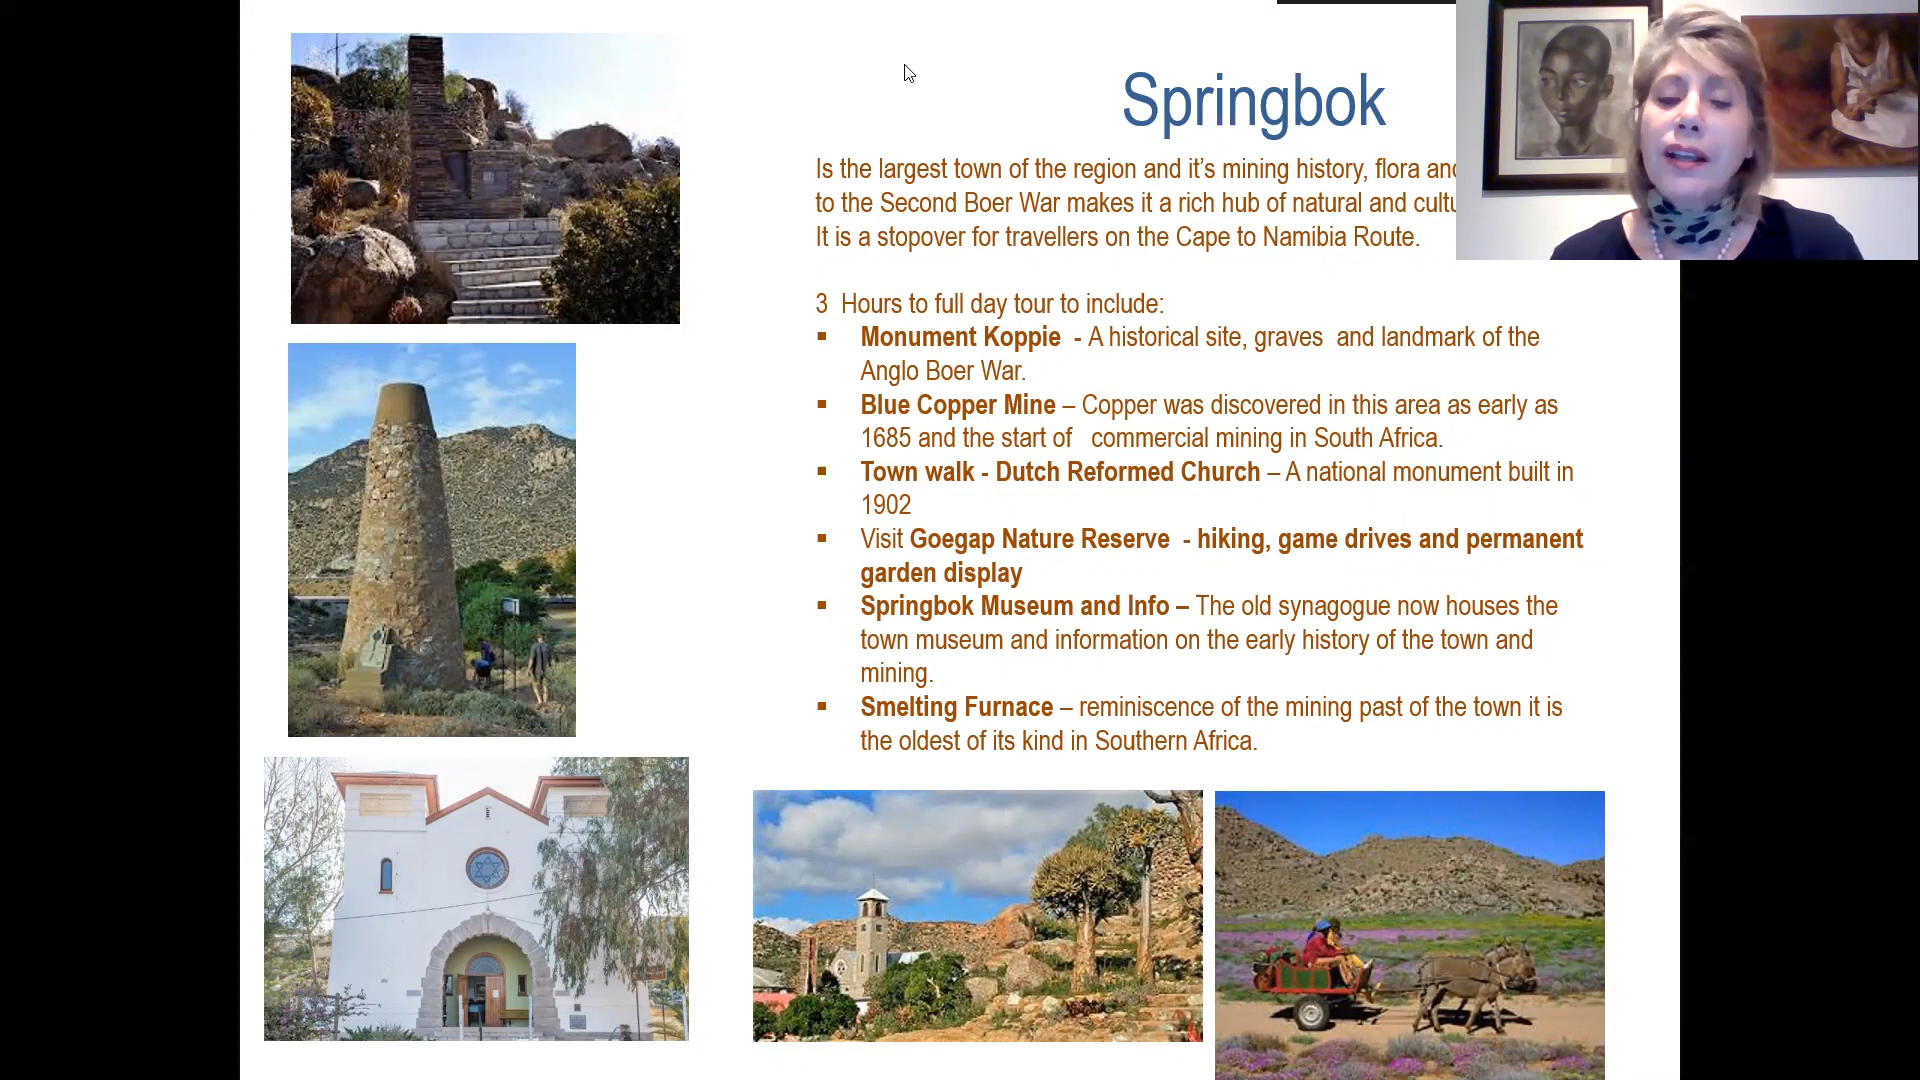 Springbok
Is the largest town of the region and it's mining history, flora and
to the Second Boer War makes it a rich hub of natural and
It is a stopover for travellers on the Cape to Namibia Route.
3 Hours to full day tour to include:
▪ Monument Koppie - A historical site, graves and landmark of the
Anglo Boer War.
▪ Blue Copper Mine – Copper was discovered in this area as early as
1685 and the start of commercial mining in South Africa.
▪ Town walk - Dutch Reformed Church – A national monument built in
1902
▪ Visit Goegap Nature Reserve - hiking, game drives and permanent
garden display
▪ Springbok Museum and Info – The old synagogue now houses the
town museum and information on the early history of the town and
mining.
▪ Smelting Furnace – reminiscence of the mining past of the town it is
the oldest of its kind in Southern Africa.